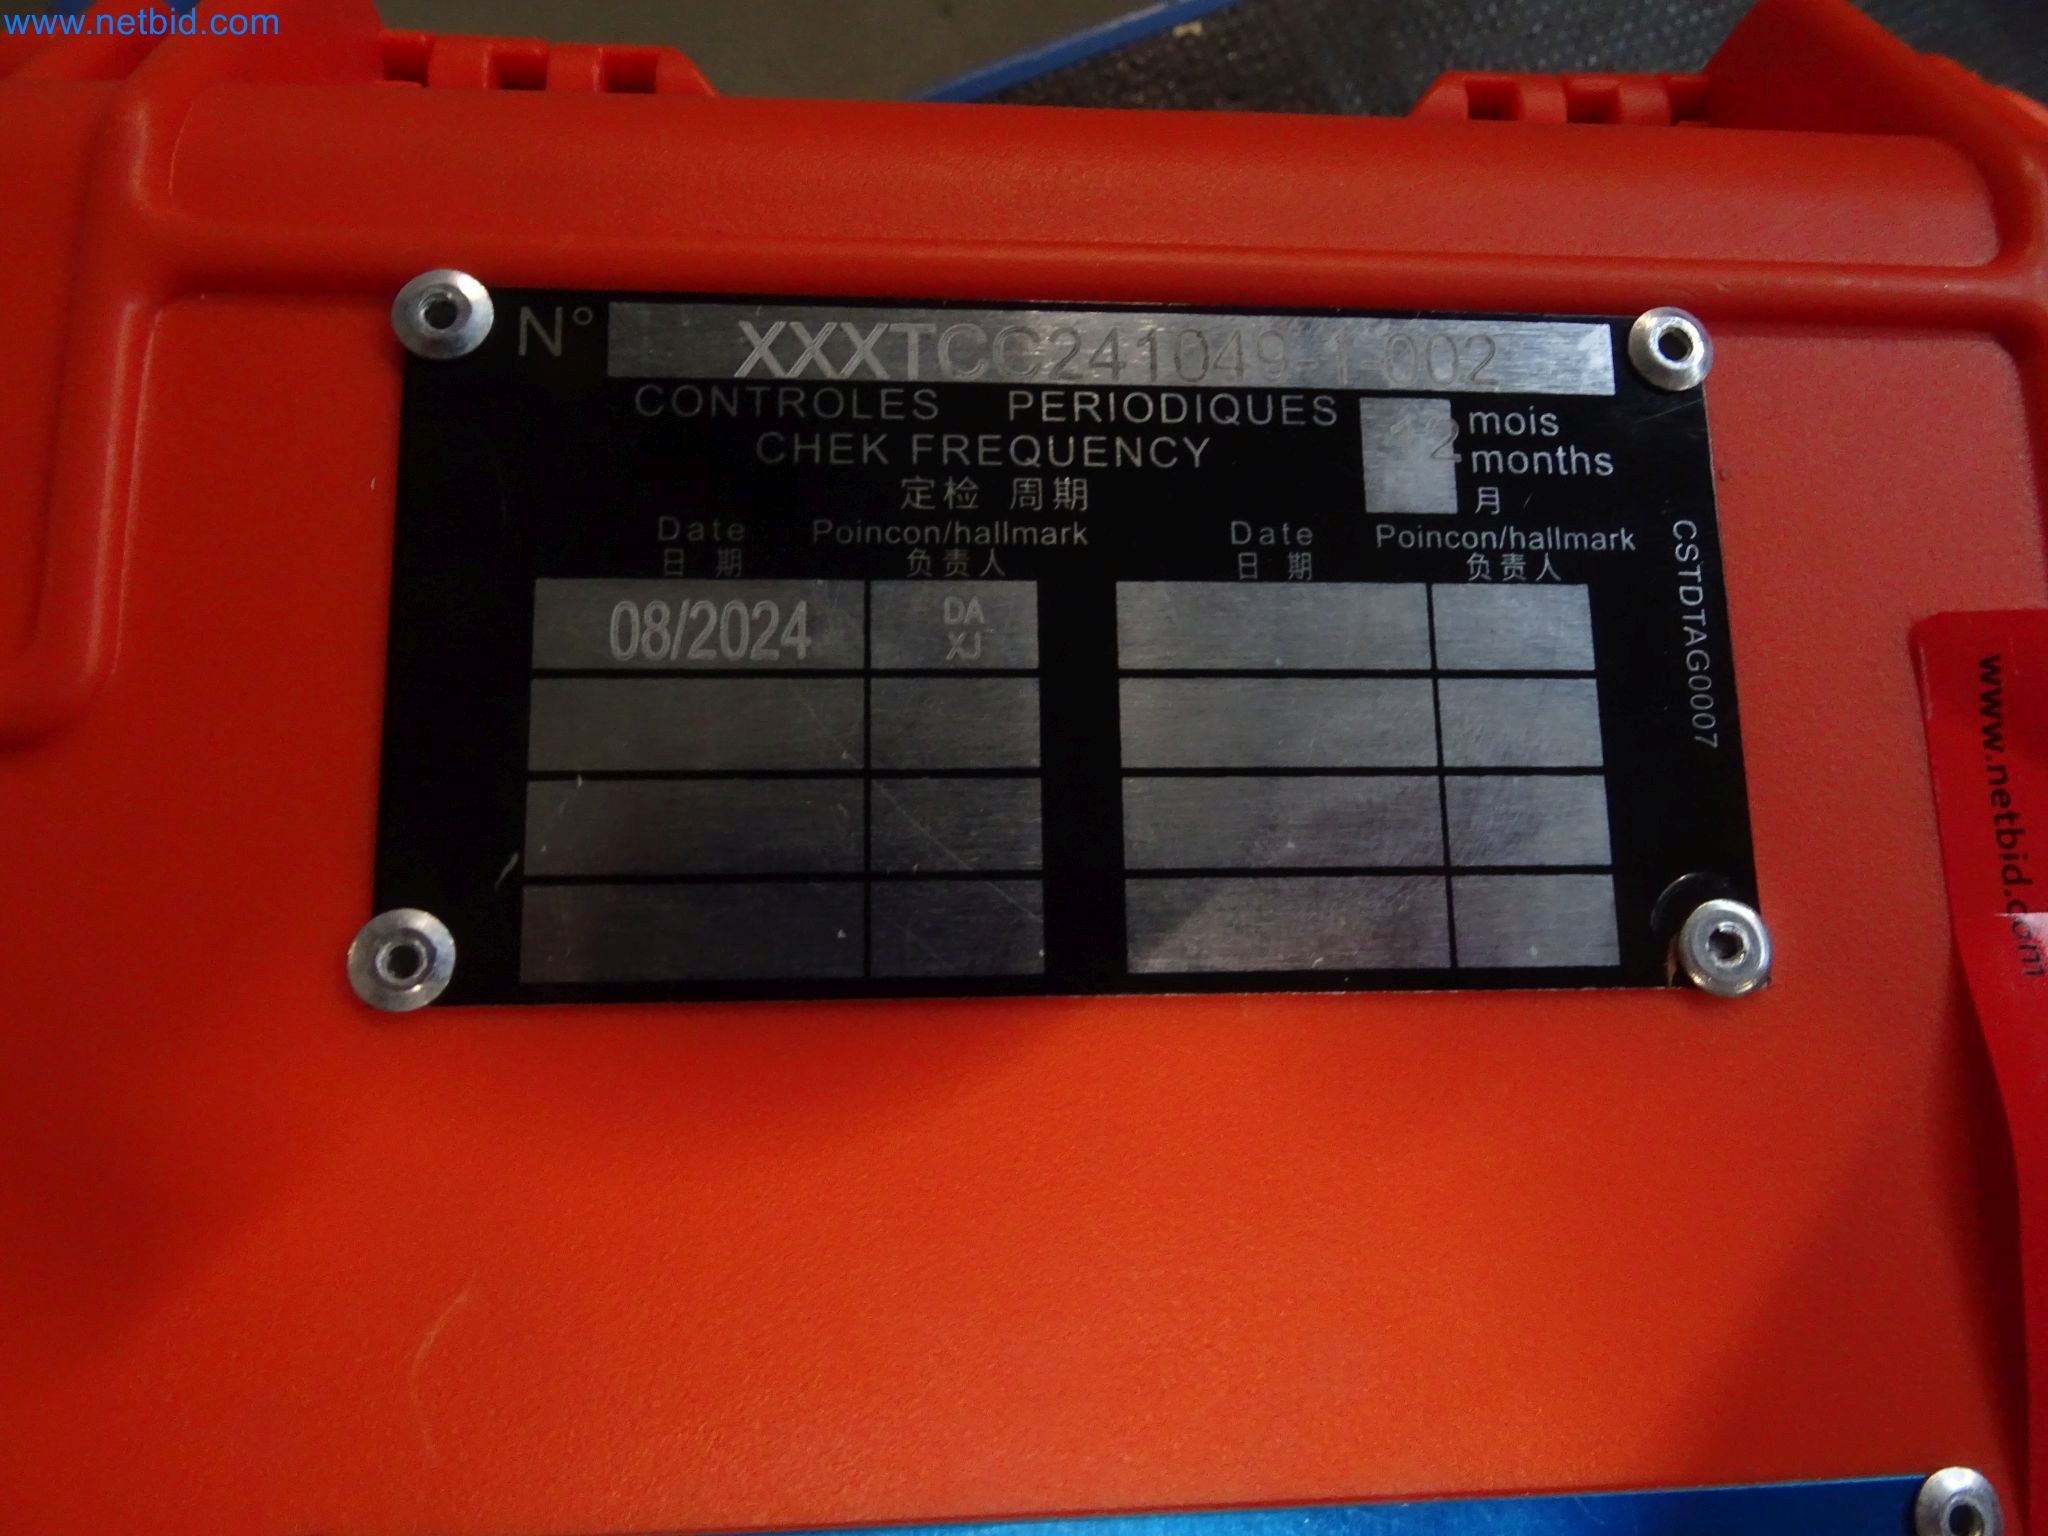 www.netbid.com
N° XXXTCC241049-1-002
CONTROLES PERIODIQUES 12 mois
CHEK FREQUENCY months
定检 周期 月
Date Poincon/hallmark Date Poincon/hallmark
日 期 负责人 日 期 负责人
08/2024 DA
XJ
CSTDTAG0007
www.netbid.com